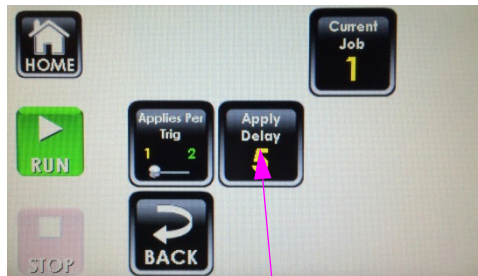 Current
Job
1
HOME
Applies Per
Trig
1 2
Apply
Delay
5
RUN
BACK
STOP